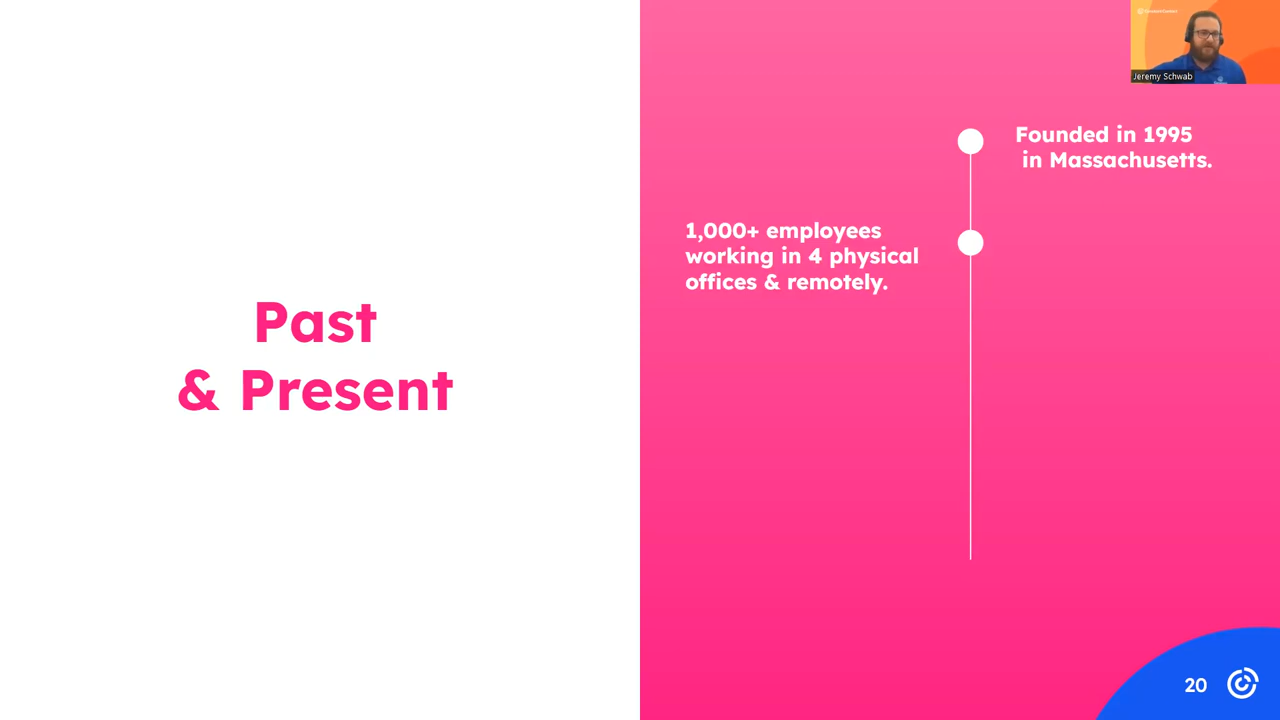 Past
& Present
Jeremy Schwab
Founded in 1995
in Massachusetts.
1,000+ employees
working in 4 physical
offices & remotely.
20